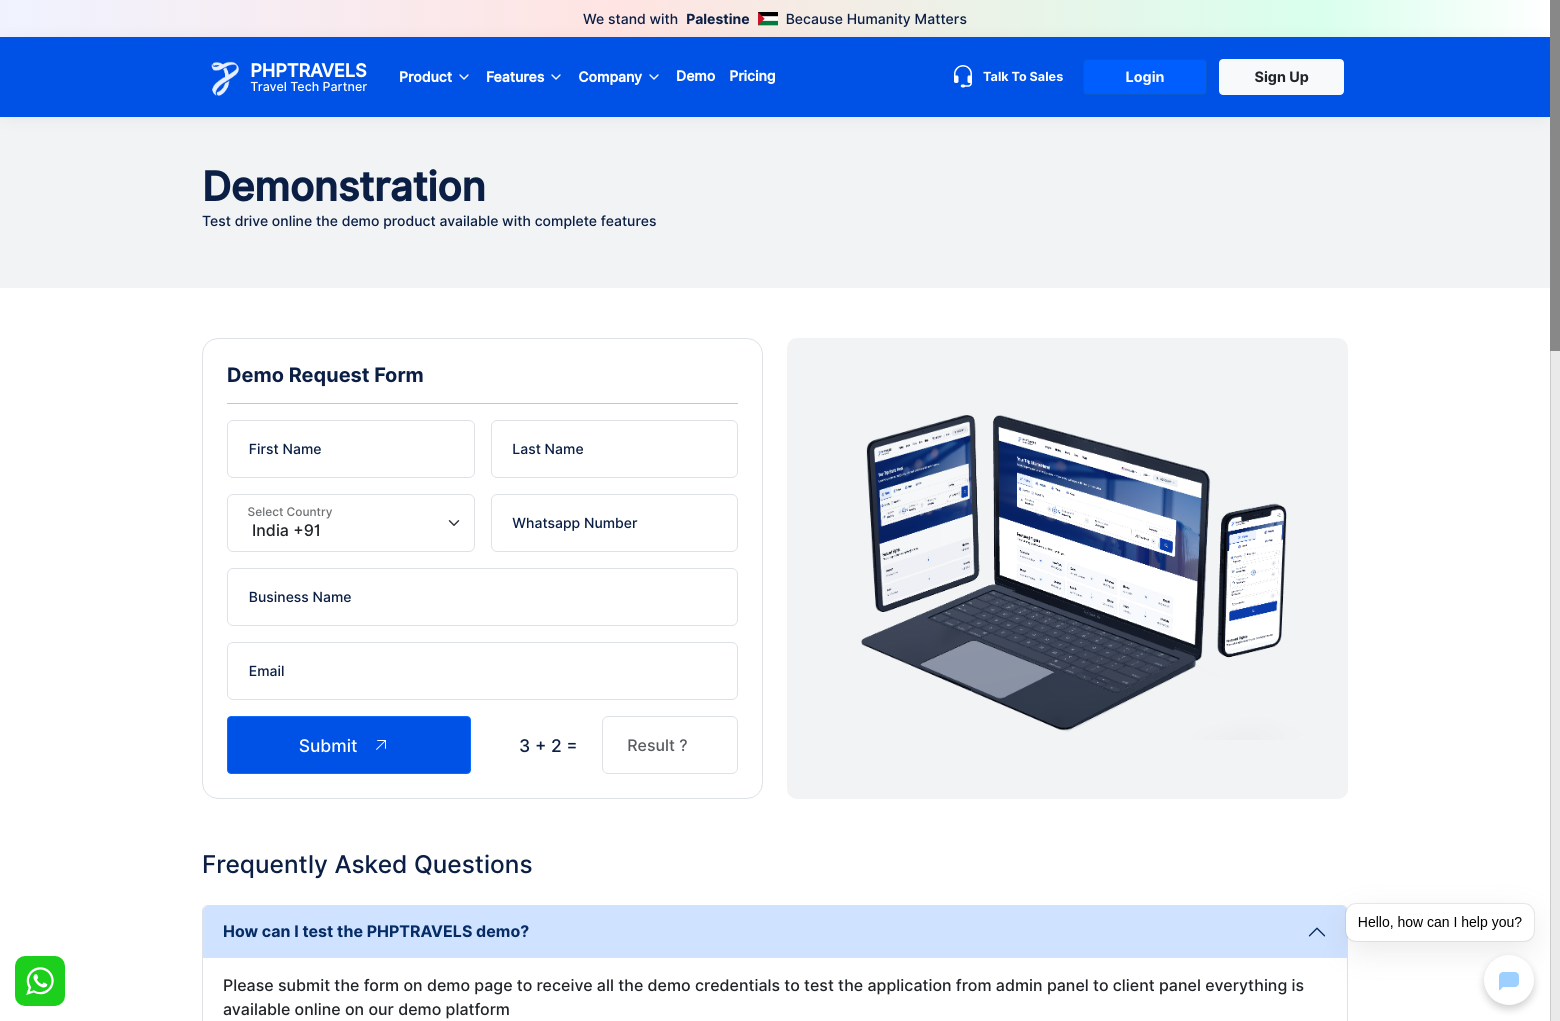 We stand with Palestine Because Humanity Matters
PHPTRAVELS
Travel Tech Partner
Product
Features
Company
Demo
Pricing
Talk To Sales
Login
Sign Up
Demonstration
Test drive online the demo product available with complete features
Demo Request Form
First Name
Last Name
Select Country
India +91
Whatsapp Number
Business Name
Email
Submit
3 + 2 =
Result ?
Frequently Asked Questions
How can I test the PHPTRAVELS demo?
Hello, how can I help you?
Please submit the form on demo page to receive all the demo credentials to test the application from admin panel to client panel everything is
available online on our demo platform